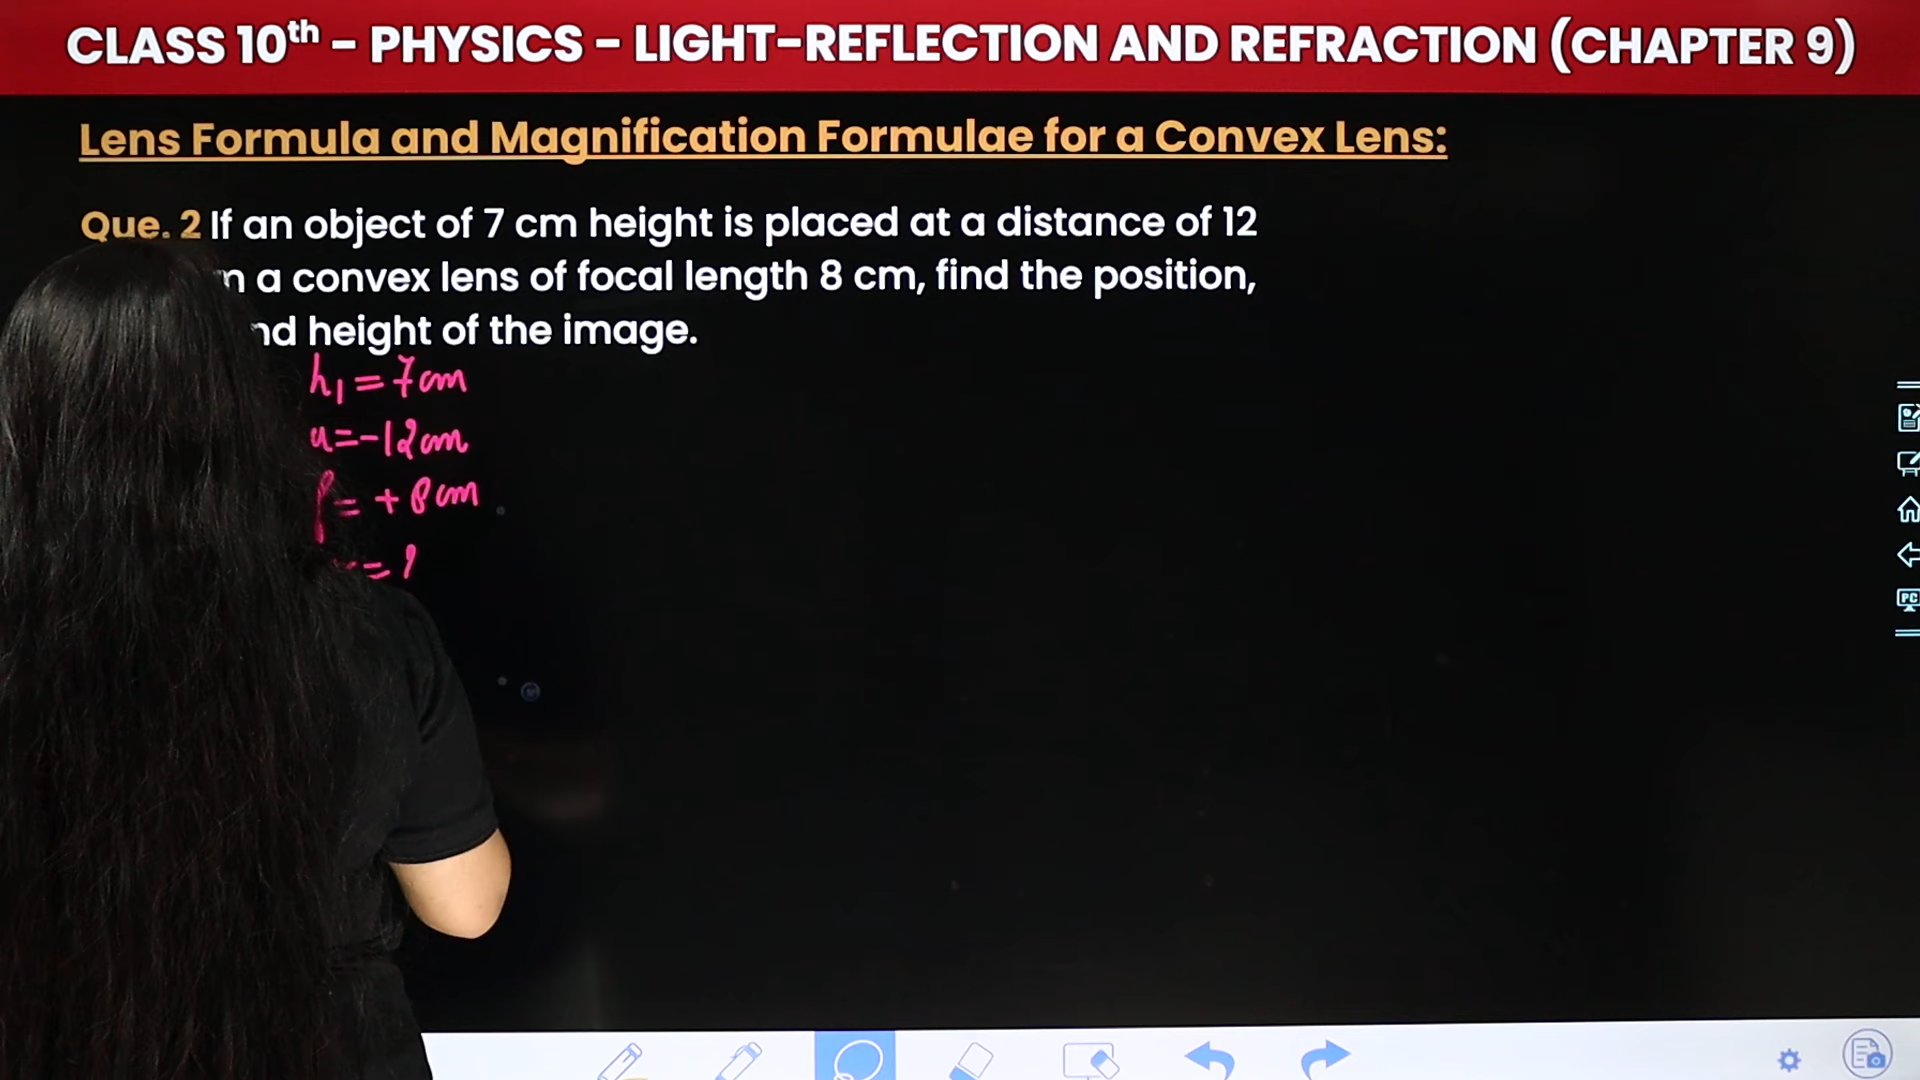 CLASS 10th - PHYSICS - LIGHT-REFLECTION AND REFRACTION (CHAPTER 9)
Lens Formula and Magnification Formulae for a Convex Lens:
Que. 2 If an object of 7 cm height is placed at a distance of 12
a convex lens of focal length 8 cm, find the position,
height of the image.
h₁ = 7cm
u = -12cm
f = + 8cm
= ?
PC